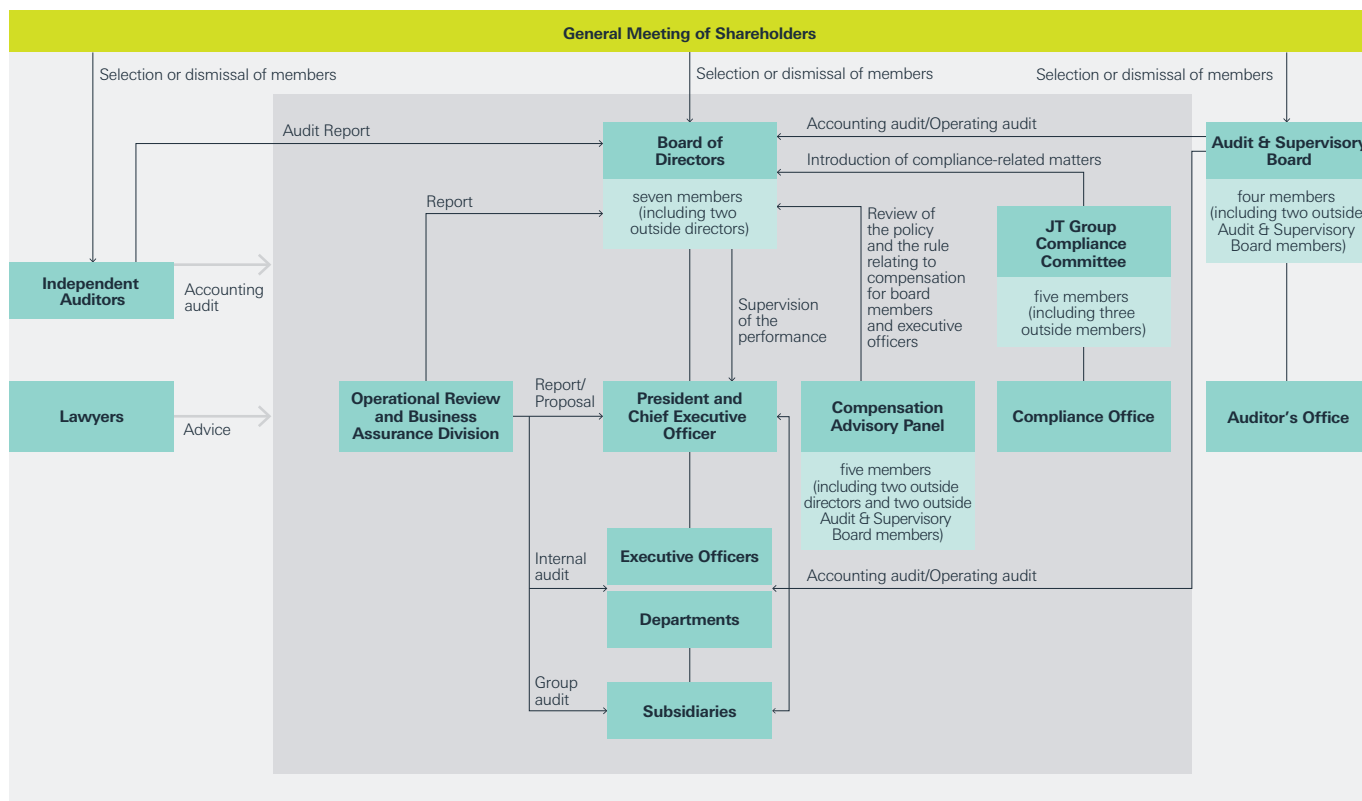 General Meeting of Shareholders
Selection or dismissal of members
Selection or dismissal of members
Selection or dismissal of members
Audit Report
Board of
Directors
seven members
(including two
outside directors)
Accounting audit/Operating audit
Introduction of compliance-related matters
Audit & Supervisory
Board
four members
(including two outside
Audit & Supervisory
Board members)
Report
Review of
the policy
and the rule
relating to
compensation
for board
members
and executive
officers
JT Group
Compliance
Committee
five members
(including three
outside members)
Independent
Auditors
Accounting
audit
Supervision
of the
performance
Lawyers
Advice
Operational Review
and Business
Assurance Division
Report/
Proposal
President and
Chief Executive
Officer
Compensation
Advisory Panel
five members
(including two outside
directors and two outside
Audit & Supervisory
Board members)
Compliance Office
Auditor's Office
Internal
audit
Executive Officers
Accounting audit/Operating audit
Departments
Group
audit
Subsidiaries